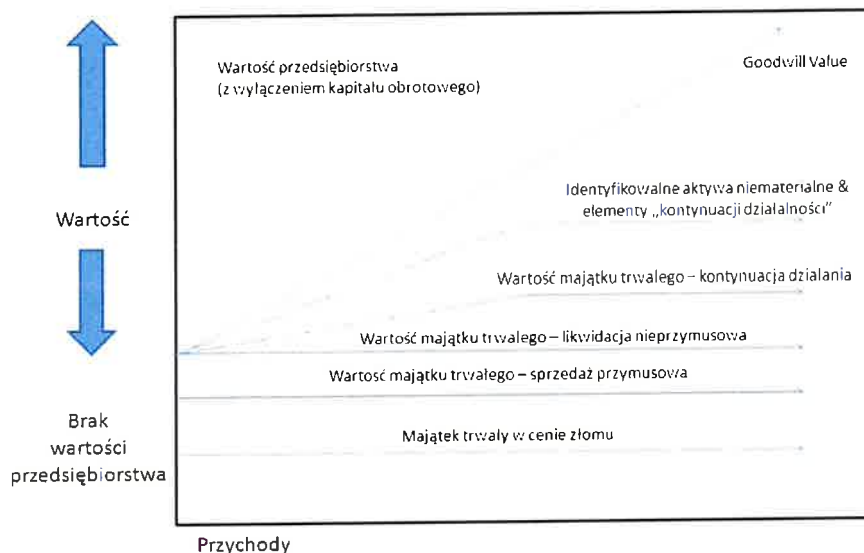 Wartość przedsiębiorstwa
(z wyłączeniem kapitału obrotowego)
Goodwill Value
Identyfikowalne aktywa niematerialne &
elementy „kontynuacji działalności”
Wartość
Wartość majątku trwałego – kontynuacja działania
Wartość majątku trwałego – likwidacja nieprzymusowa
Wartość majątku trwałego – sprzedaż przymusowa
Brak
wartości
przedsiębiorstwa
Majątek trwały w cenie złomu
Przychody